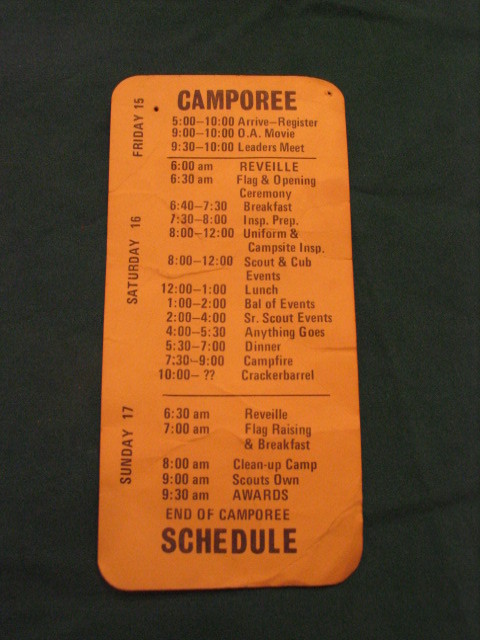 CAMPOREE
FRIDAY 15
5:00–10:00 Arrive–Register
9:00–10:00 O.A. Movie
9:30–10:00 Leaders Meet
SATURDAY 16
6:00 am REVEILLE
6:30 am Flag & Opening
Ceremony
6:40–7:30 Breakfast
7:30–8:00 Insp. Prep.
8:00–12:00 Uniform &
Campsite Insp.
8:00–12:00 Scout & Cub
Events
12:00–1:00 Lunch
1:00–2:00 Bal of Events
2:00–4:00 Sr. Scout Events
4:00–5:30 Anything Goes
5:30–7:00 Dinner
7:30–9:00 Campfire
10:00– ?? Crackerbarrel
SUNDAY 17
6:30 am Reveille
7:00 am Flag Raising
& Breakfast
8:00 am Clean-up Camp
9:00 am Scouts Own
9:30 am AWARDS
END OF CAMPOREE
SCHEDULE